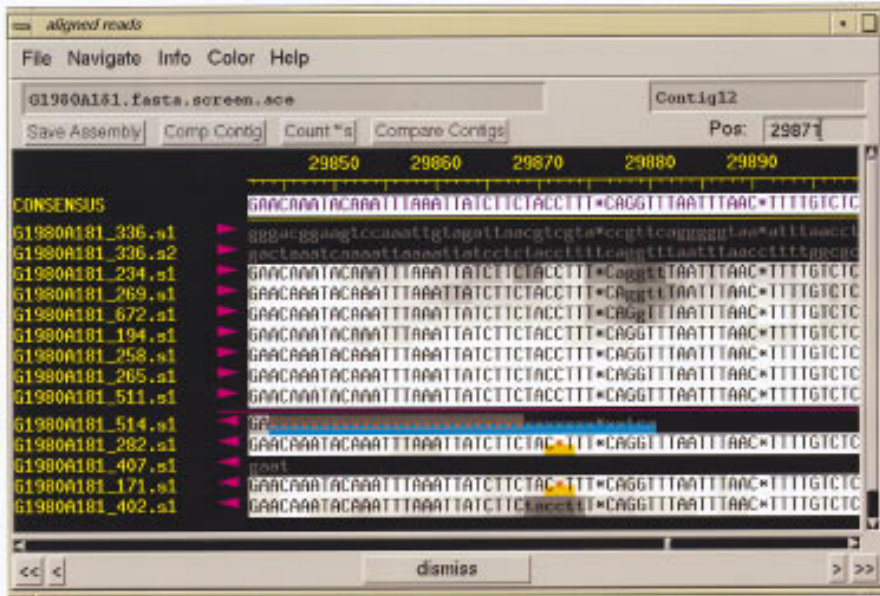 aligned reads
File Navigate Info Color Help
G1980A181.fasta.screen.ace Contig12
Save Assembly Comp Contig Count *s Compare Contigs Pos: 29871
29850 29860 29870 29880 29890
CONSENSUS GAACAAATACAAATTTAAATTATCTTCTACCTTT*CAGGTTTAATTTAAC*TTTTGTCTC
G1980A181_336.s1
G1980A181_336.s2
G1980A181_234.s1 GAACAAATACAAATTTAAATTATCTTCTACCTTT*CaggttTAATTTAAC*TTTTGTCTC
G1980A181_269.s1 GAACAAATACAAATTTAAATTATCTTCTACCTTT*CAggttTAATTTAAC*TTTTGTCTC
G1980A181_672.s1
G1980A181_194.s1 GAACAAATACAAATTTAAATTATCTTCTACCTTT*CAGGTTTAATTTAAC*TTTTGTCTC
G1980A181_258.s1 GAACAAATACAAATTTAAATTATCTTCTACCTTT*CAGGTTTAATTTAAC*TTTTGTCTC
G1980A181_265.s1 GAACAAATACAAATTTAAATTATCTTCTACCTTT*CAGGTTTAATTTAAC*TTTTGTCTC
G1980A181_511.s1 GAACAAATACAAATTTAAATTATCTTCTACCTTT*CAGGTTTAATTTAAC*TTTTGTCTC
G1980A181_514.s1
G1980A181_282.s1 GAACAAATACAAATTTAAATTATCTTCTAC*TTT*CAGGTTTAATTTAAC*TTTTGTCTC
G1980A181_407.s1 gaat
G1980A181_171.s1 GAACAAATACAAATTTAAATTATCTTCTAC*TTT*CAGGTTTAATTTAAC*TTTTGTCTC
G1980A181_402.s1 GAACAAATACAAATTTAAATTATCTTCtaccttT*CAGGTTTAATTTAAC*TTTTGTCTC
<< < dismiss > >>